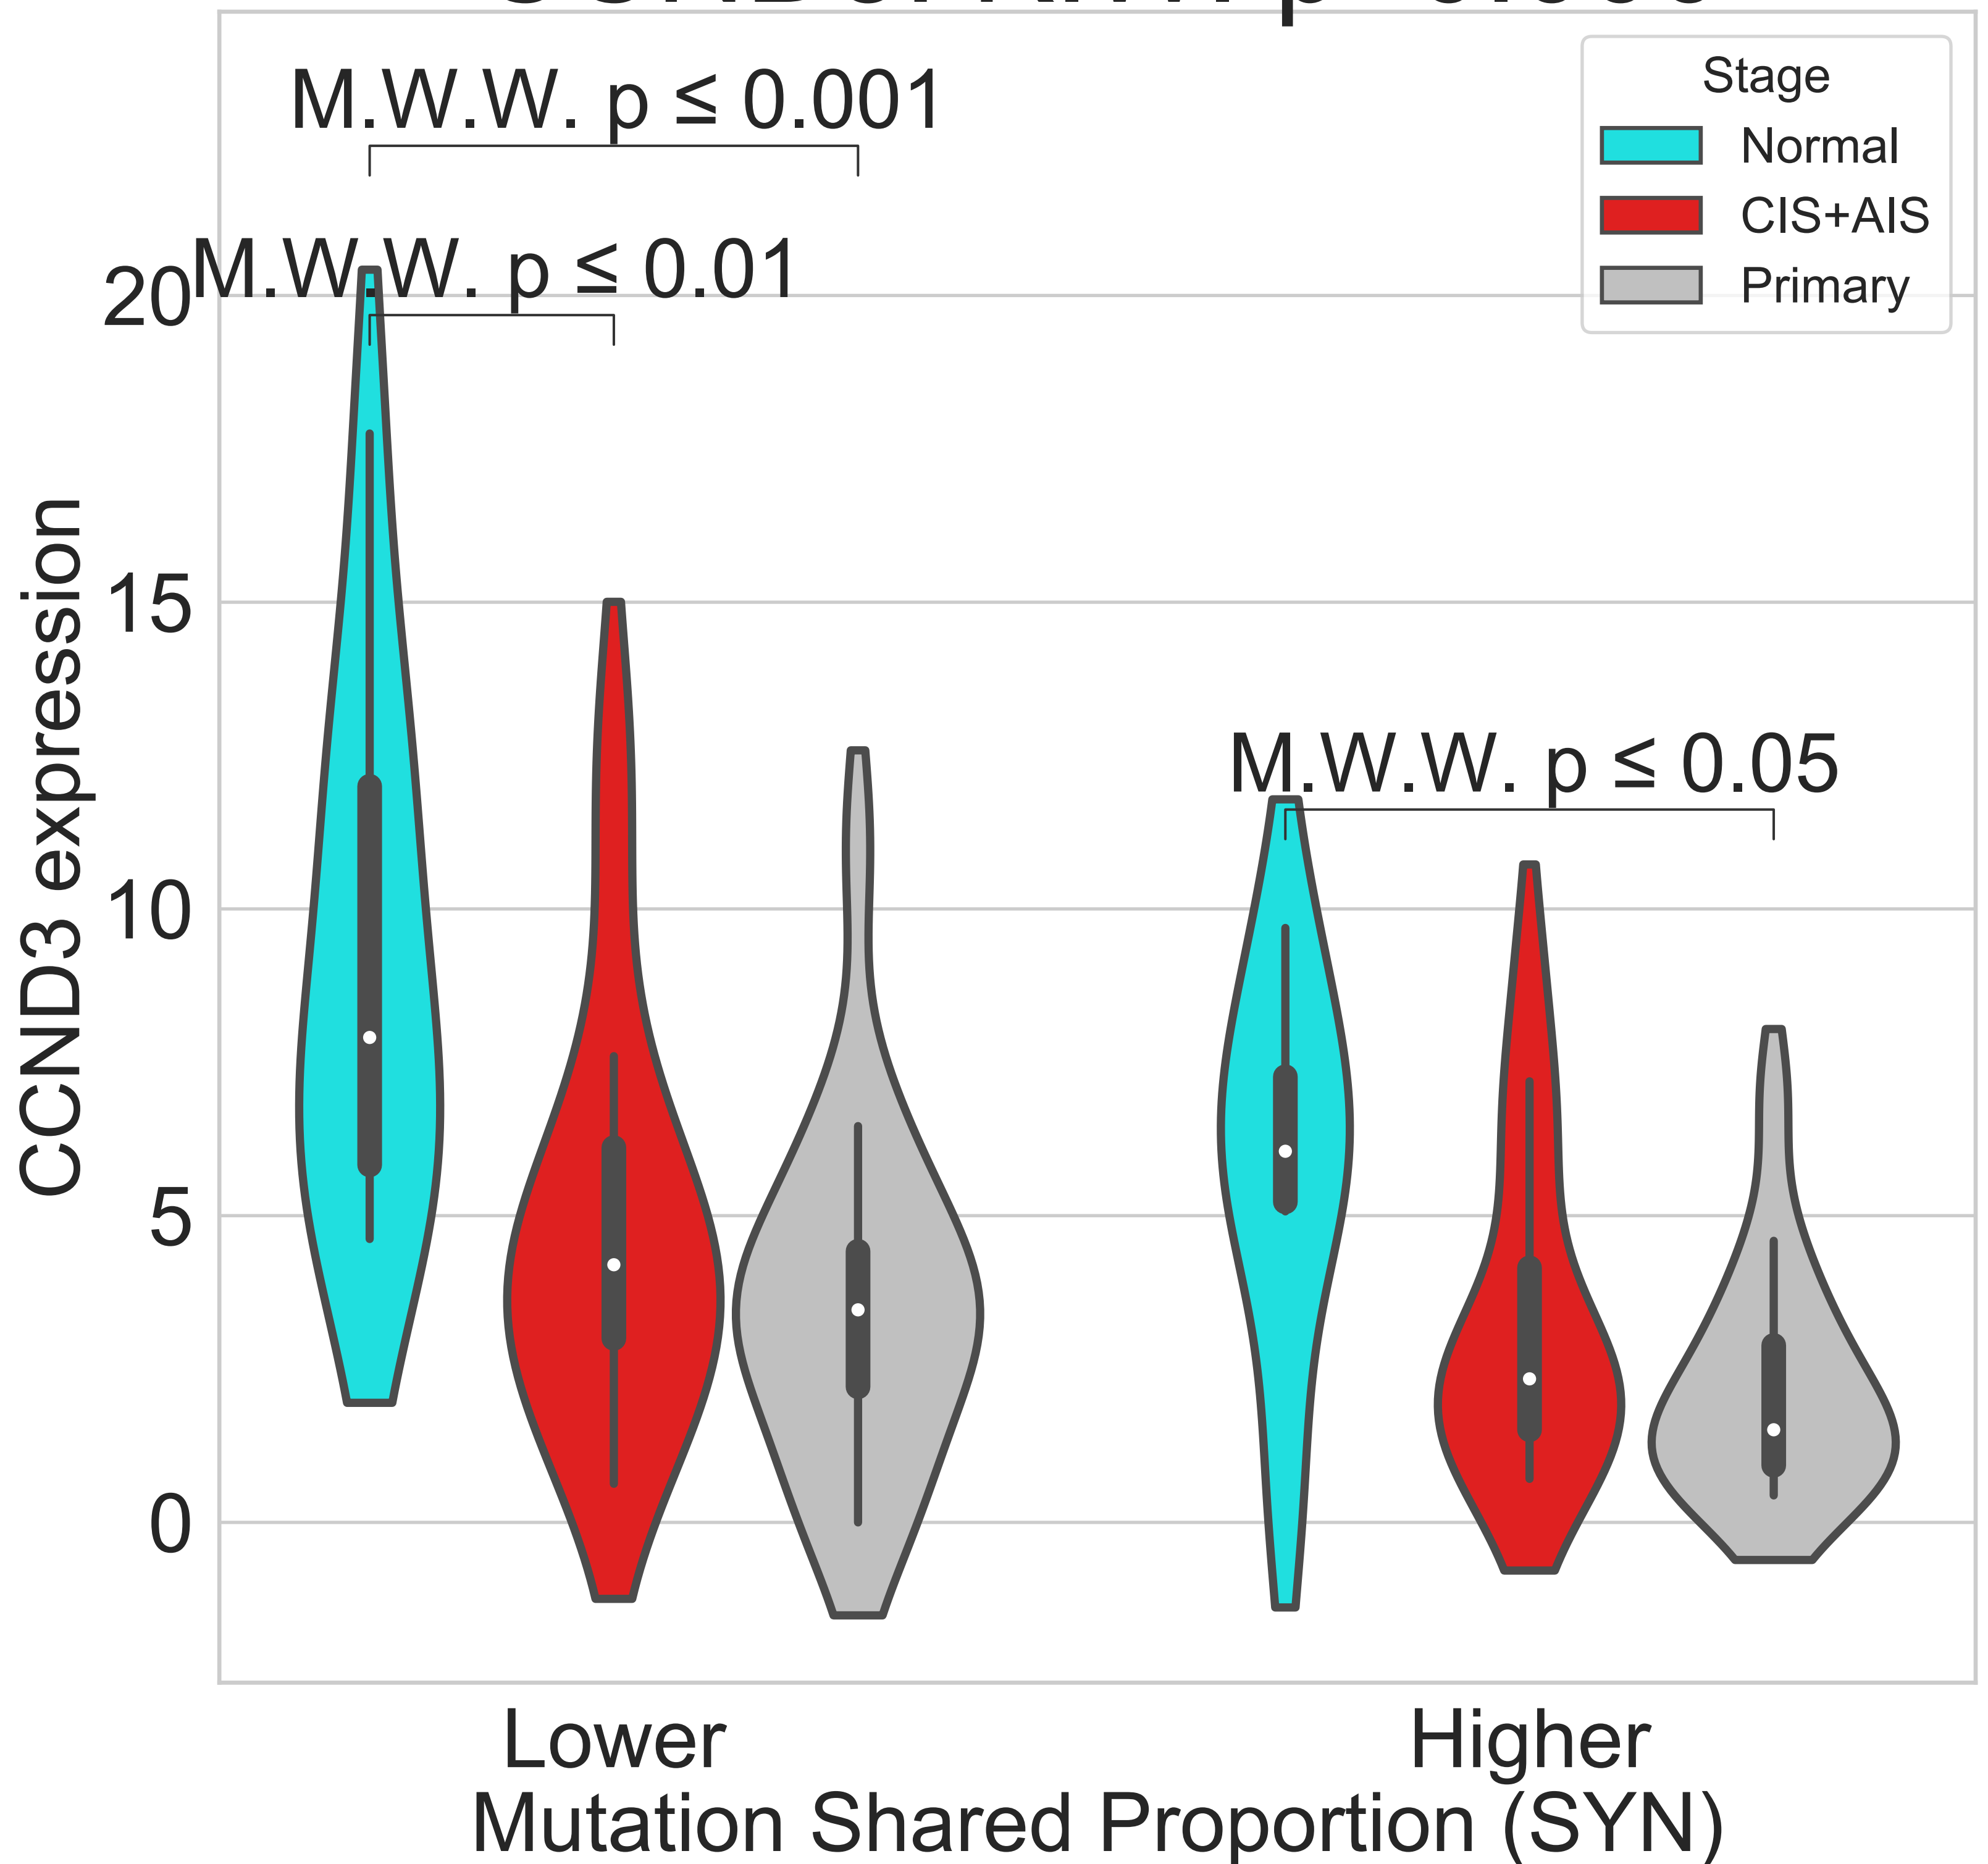 M.W.W. p ≤ 0.001
M.W.W. p ≤ 0.01
M.W.W. p ≤ 0.05
Stage
Normal
CIS+AIS
Primary
CCND3 expression
20
15
10
5
0
Lower
Higher
Mutation Shared Proportion (SYN)